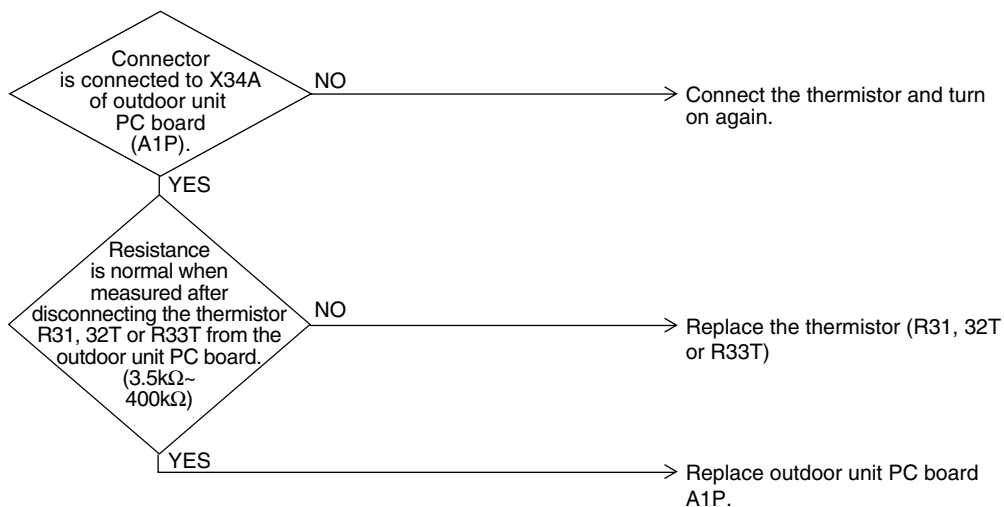 Connector
is connected to X34A
of outdoor unit
PC board
(A1P).
NO
Connect the thermistor and turn
on again.
YES
Resistance
is normal when
measured after
disconnecting the thermistor
R31, 32T or R33T from the
outdoor unit PC board.
(3.5kΩ~
400kΩ)
NO
Replace the thermistor (R31, 32T
or R33T)
YES
Replace outdoor unit PC board
A1P.